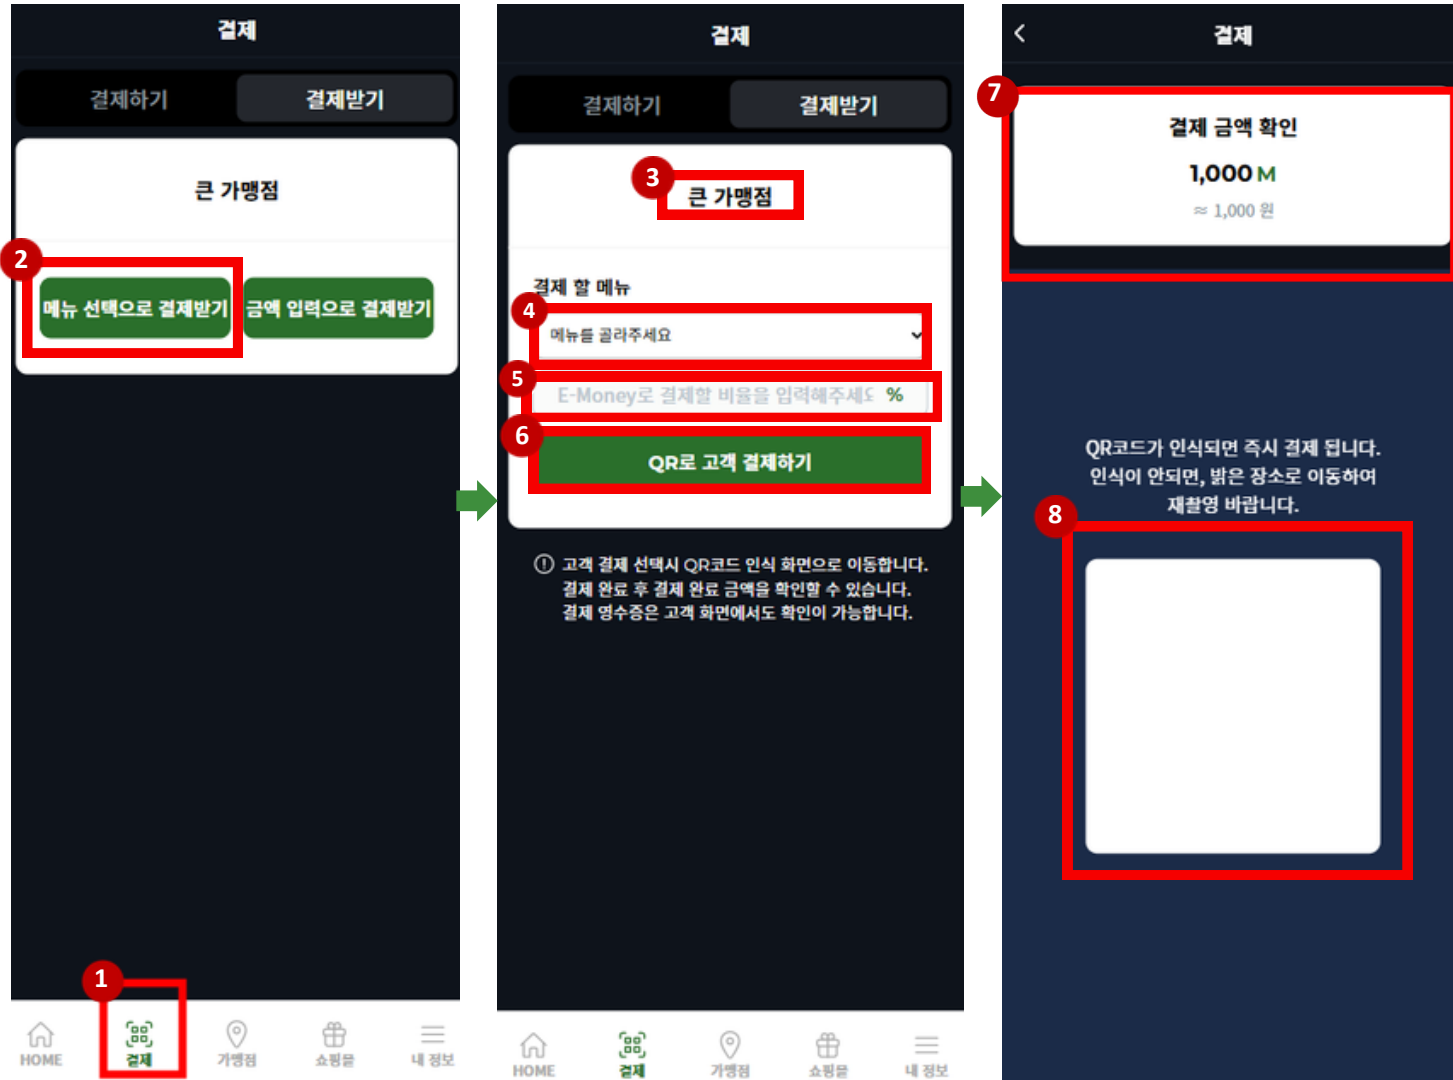 결제
결제하기
결제받기
큰 가맹점
2
메뉴 선택으로 결제받기
금액 입력으로 결제받기
1
HOME
결제
가맹점
쇼핑몰
내 정보
결제
결제하기
결제받기
3
큰 가맹점
결제 할 메뉴
4
메뉴를 골라주세요
5
E-Money로 결제할 비율을 입력해주세요 %
6
QR로 고객 결제하기
고객 결제 선택시 QR코드 인식 화면으로 이동합니다.
결제 완료 후 결제 완료 금액을 확인할 수 있습니다.
결제 영수증은 고객 화면에서도 확인이 가능합니다.
HOME
결제
가맹점
쇼핑몰
내 정보
결제
7
결제 금액 확인
1,000 M
≈ 1,000 원
QR코드가 인식되면 즉시 결제 됩니다.
인식이 안되면, 밝은 장소로 이동하여
재촬영 바랍니다.
8